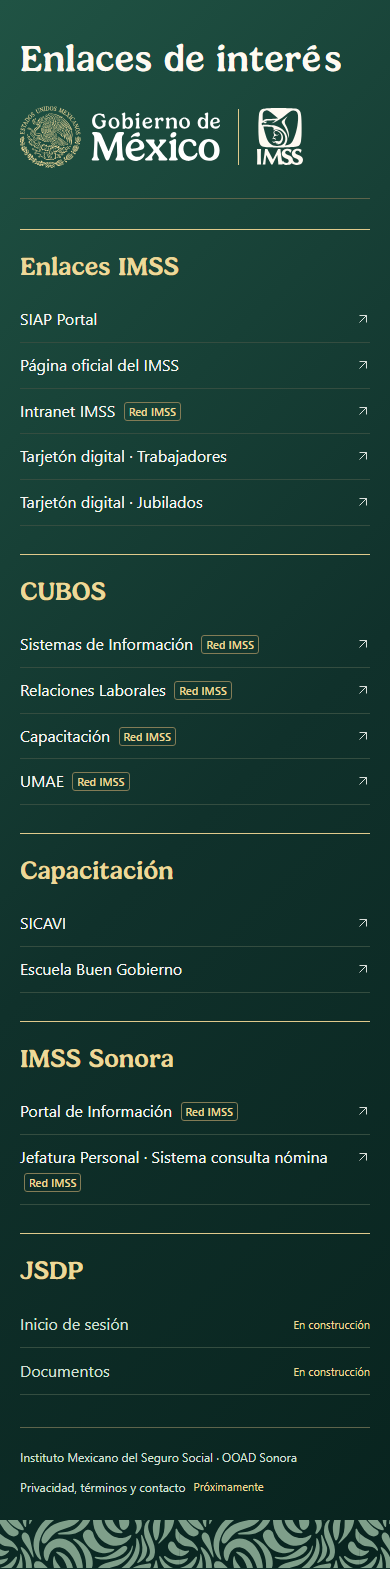 Enlaces de interés
ESTADOS UNIDOS MEXICANOS
Gobierno de
México
IMSS
Enlaces IMSS
SIAP Portal
Página oficial del IMSS
Intranet IMSS Red IMSS
Tarjetón digital · Trabajadores
Tarjetón digital · Jubilados
CUBOS
Sistemas de Información Red IMSS
Relaciones Laborales Red IMSS
Capacitación Red IMSS
UMAE Red IMSS
Capacitación
SICAVI
Escuela Buen Gobierno
IMSS Sonora
Portal de Información Red IMSS
Jefatura Personal · Sistema consulta nómina
Red IMSS
JSDP
Inicio de sesión En construcción
Documentos En construcción
Instituto Mexicano del Seguro Social · OOAD Sonora
Privacidad, términos y contacto Próximamente